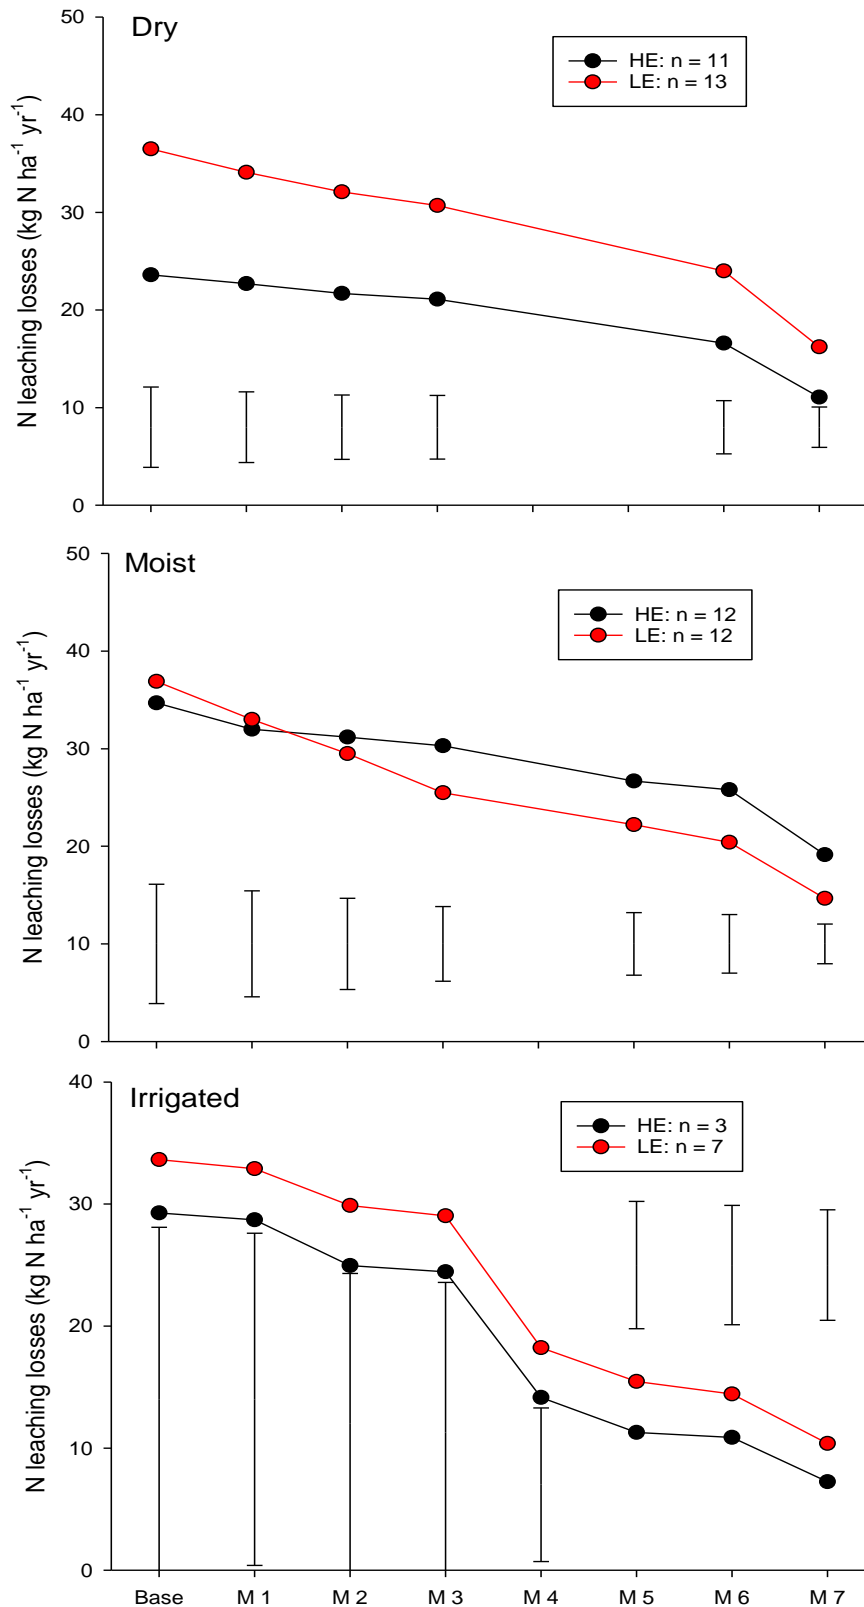 Dry
HE: n = 11
LE: n = 13
50
40
30
20
10
0
N leaching losses (kg N ha⁻¹ yr⁻¹)
Moist
HE: n = 12
LE: n = 12
50
40
30
20
10
0
N leaching losses (kg N ha⁻¹ yr⁻¹)
Irrigated
HE: n = 3
LE: n = 7
40
30
20
10
0
N leaching losses (kg N ha⁻¹ yr⁻¹)
Base M 1 M 2 M 3 M 4 M 5 M 6 M 7